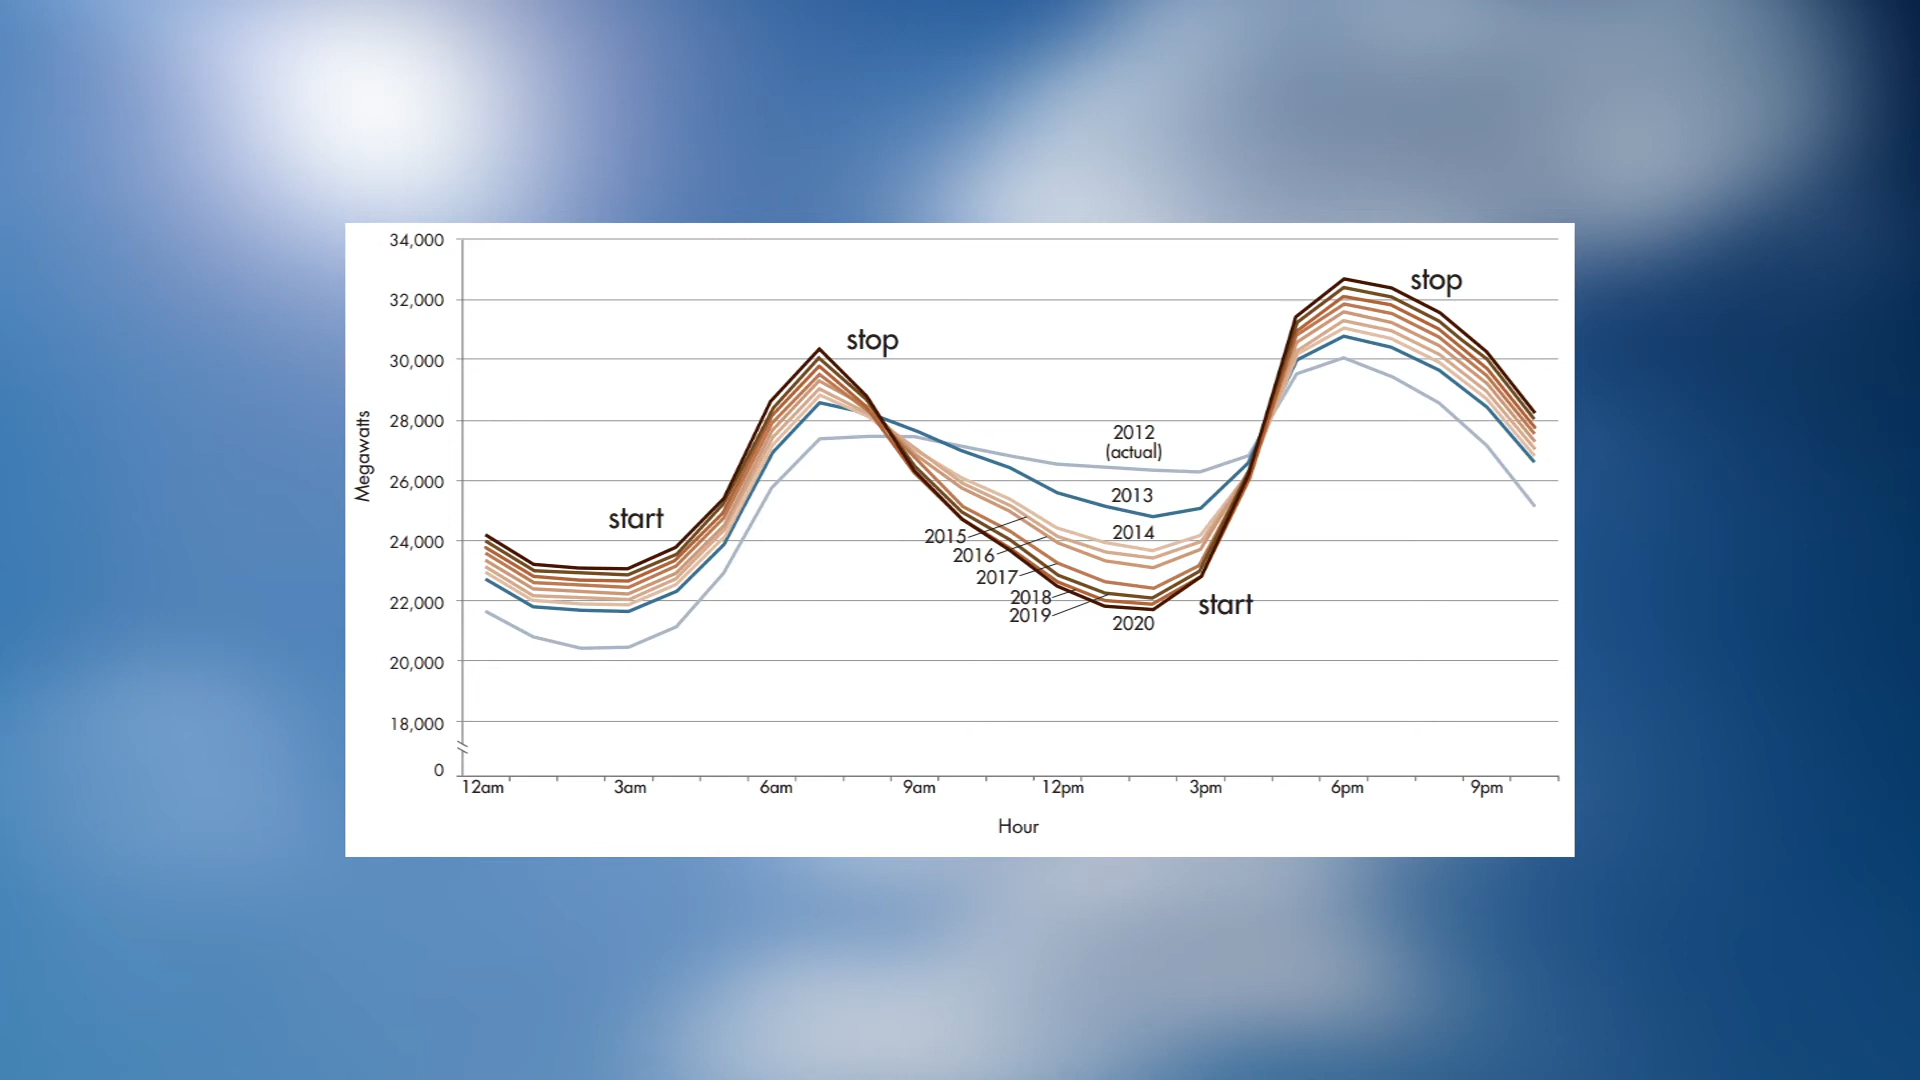 34,000
32,000
30,000
28,000
26,000
24,000
22,000
20,000
18,000
0
Megawatts
start
stop
2012
(actual)
2013
2014
2015
2016
2017
2018
2019
2020
start
stop
12am
3am
6am
9am
12pm
3pm
6pm
9pm
Hour